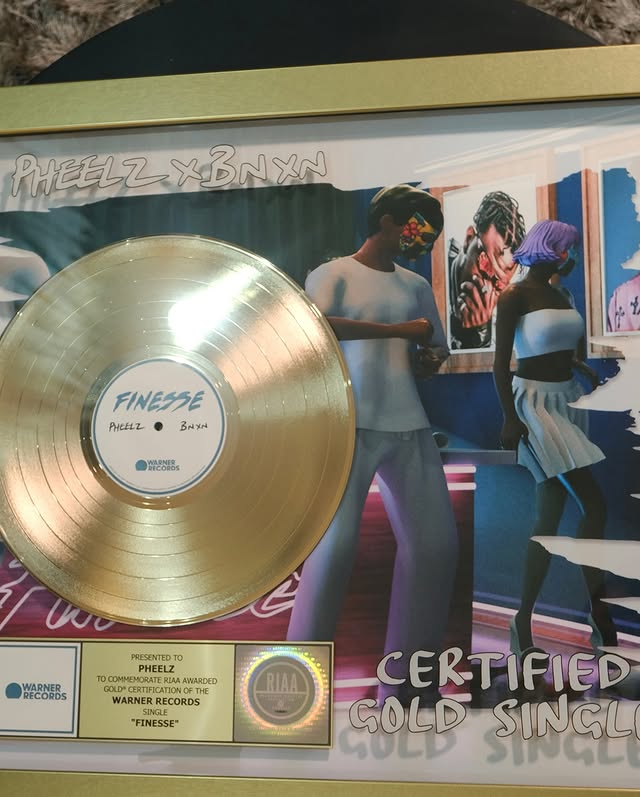 PHEELZ x BNXN
FINESSE
PHEELZ BNXN
WARNER
RECORDS
WARNER
RECORDS
PRESENTED TO
PHEELZ
TO COMMEMORATE RIAA AWARDED
GOLD® CERTIFICATION OF THE
WARNER RECORDS
SINGLE
"FINESSE"
RIAA
CERTIFIED
GOLD SINGLE